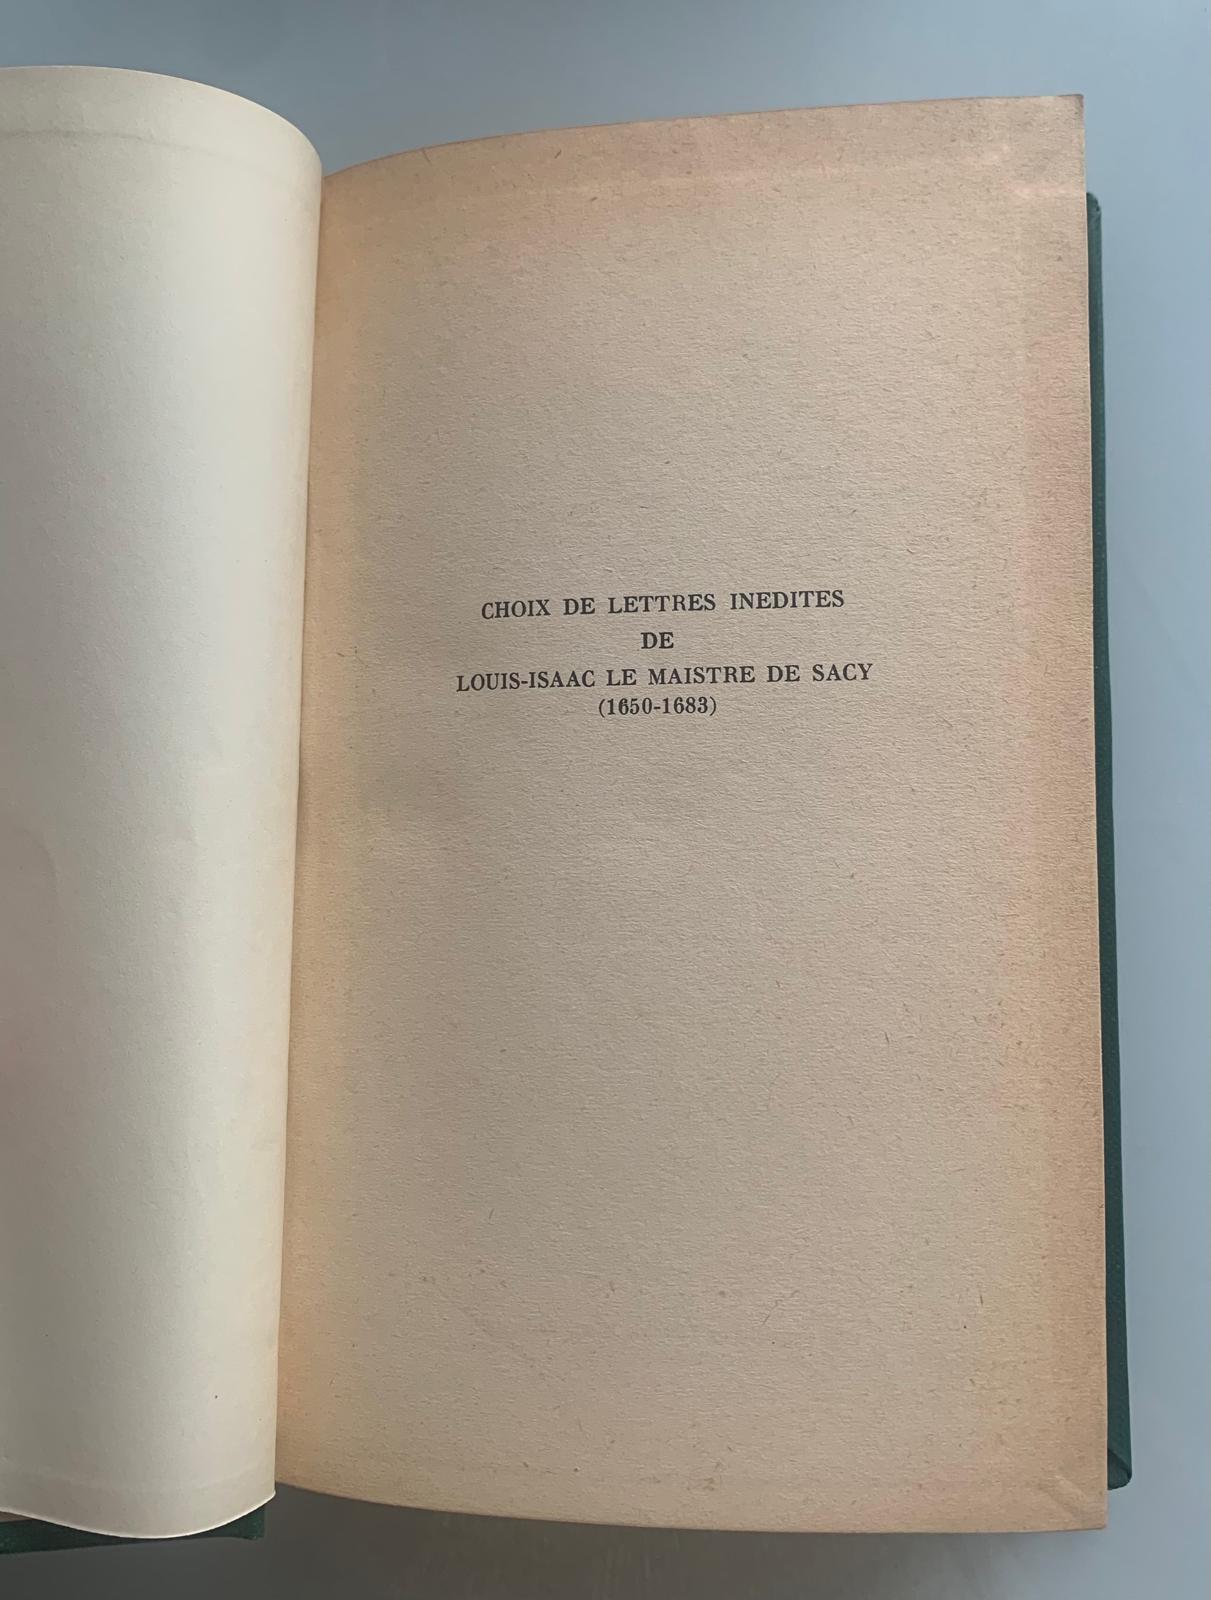 CHOIX DE LETTRES INEDITES
DE
LOUIS-ISAAC LE MAISTRE DE SACY
(1650-1683)